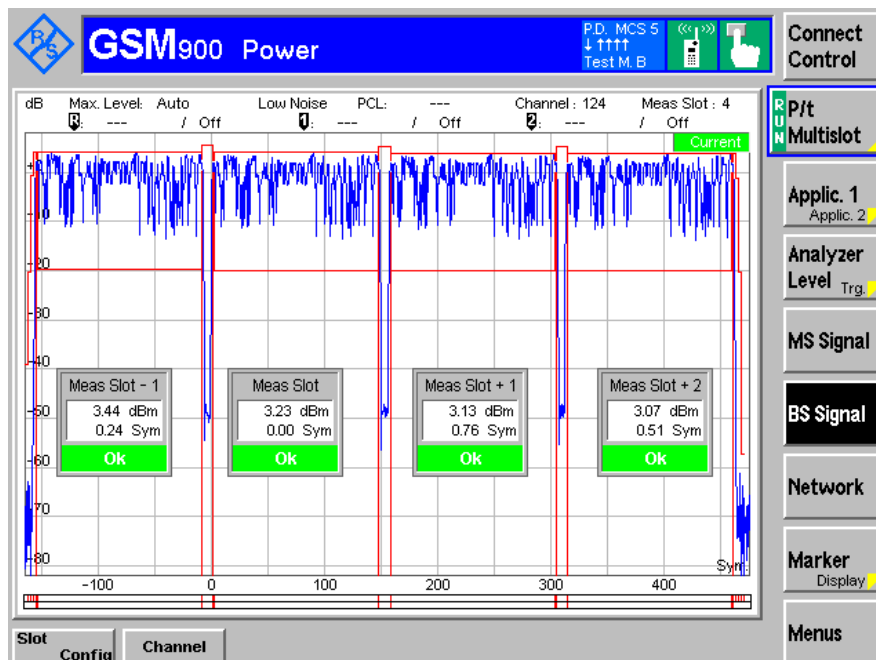 R/S
GSM900 Power
P.D. MCS 5
↓ ↑↑↑↑
Test M. B
Connect Control
dB Max. Level: Auto Low Noise PCL: --- Channel : 124 Meas Slot : 4
R: --- / Off 1: --- / Off 2: --- / Off
Current
RUN
P/t Multislot
Applic. 1
Applic. 2
Analyzer Level Trg.
MS Signal
BS Signal
Network
Marker
Display
Menus
+0
-10
-20
-30
-40
-50
-60
-70
-80
Meas Slot - 1
3.44 dBm
0.24 Sym
Ok
Meas Slot
3.23 dBm
0.00 Sym
Ok
Meas Slot + 1
3.13 dBm
0.76 Sym
Ok
Meas Slot + 2
3.07 dBm
0.51 Sym
Ok
Sym
-100 0 100 200 300 400
Slot Config
Channel